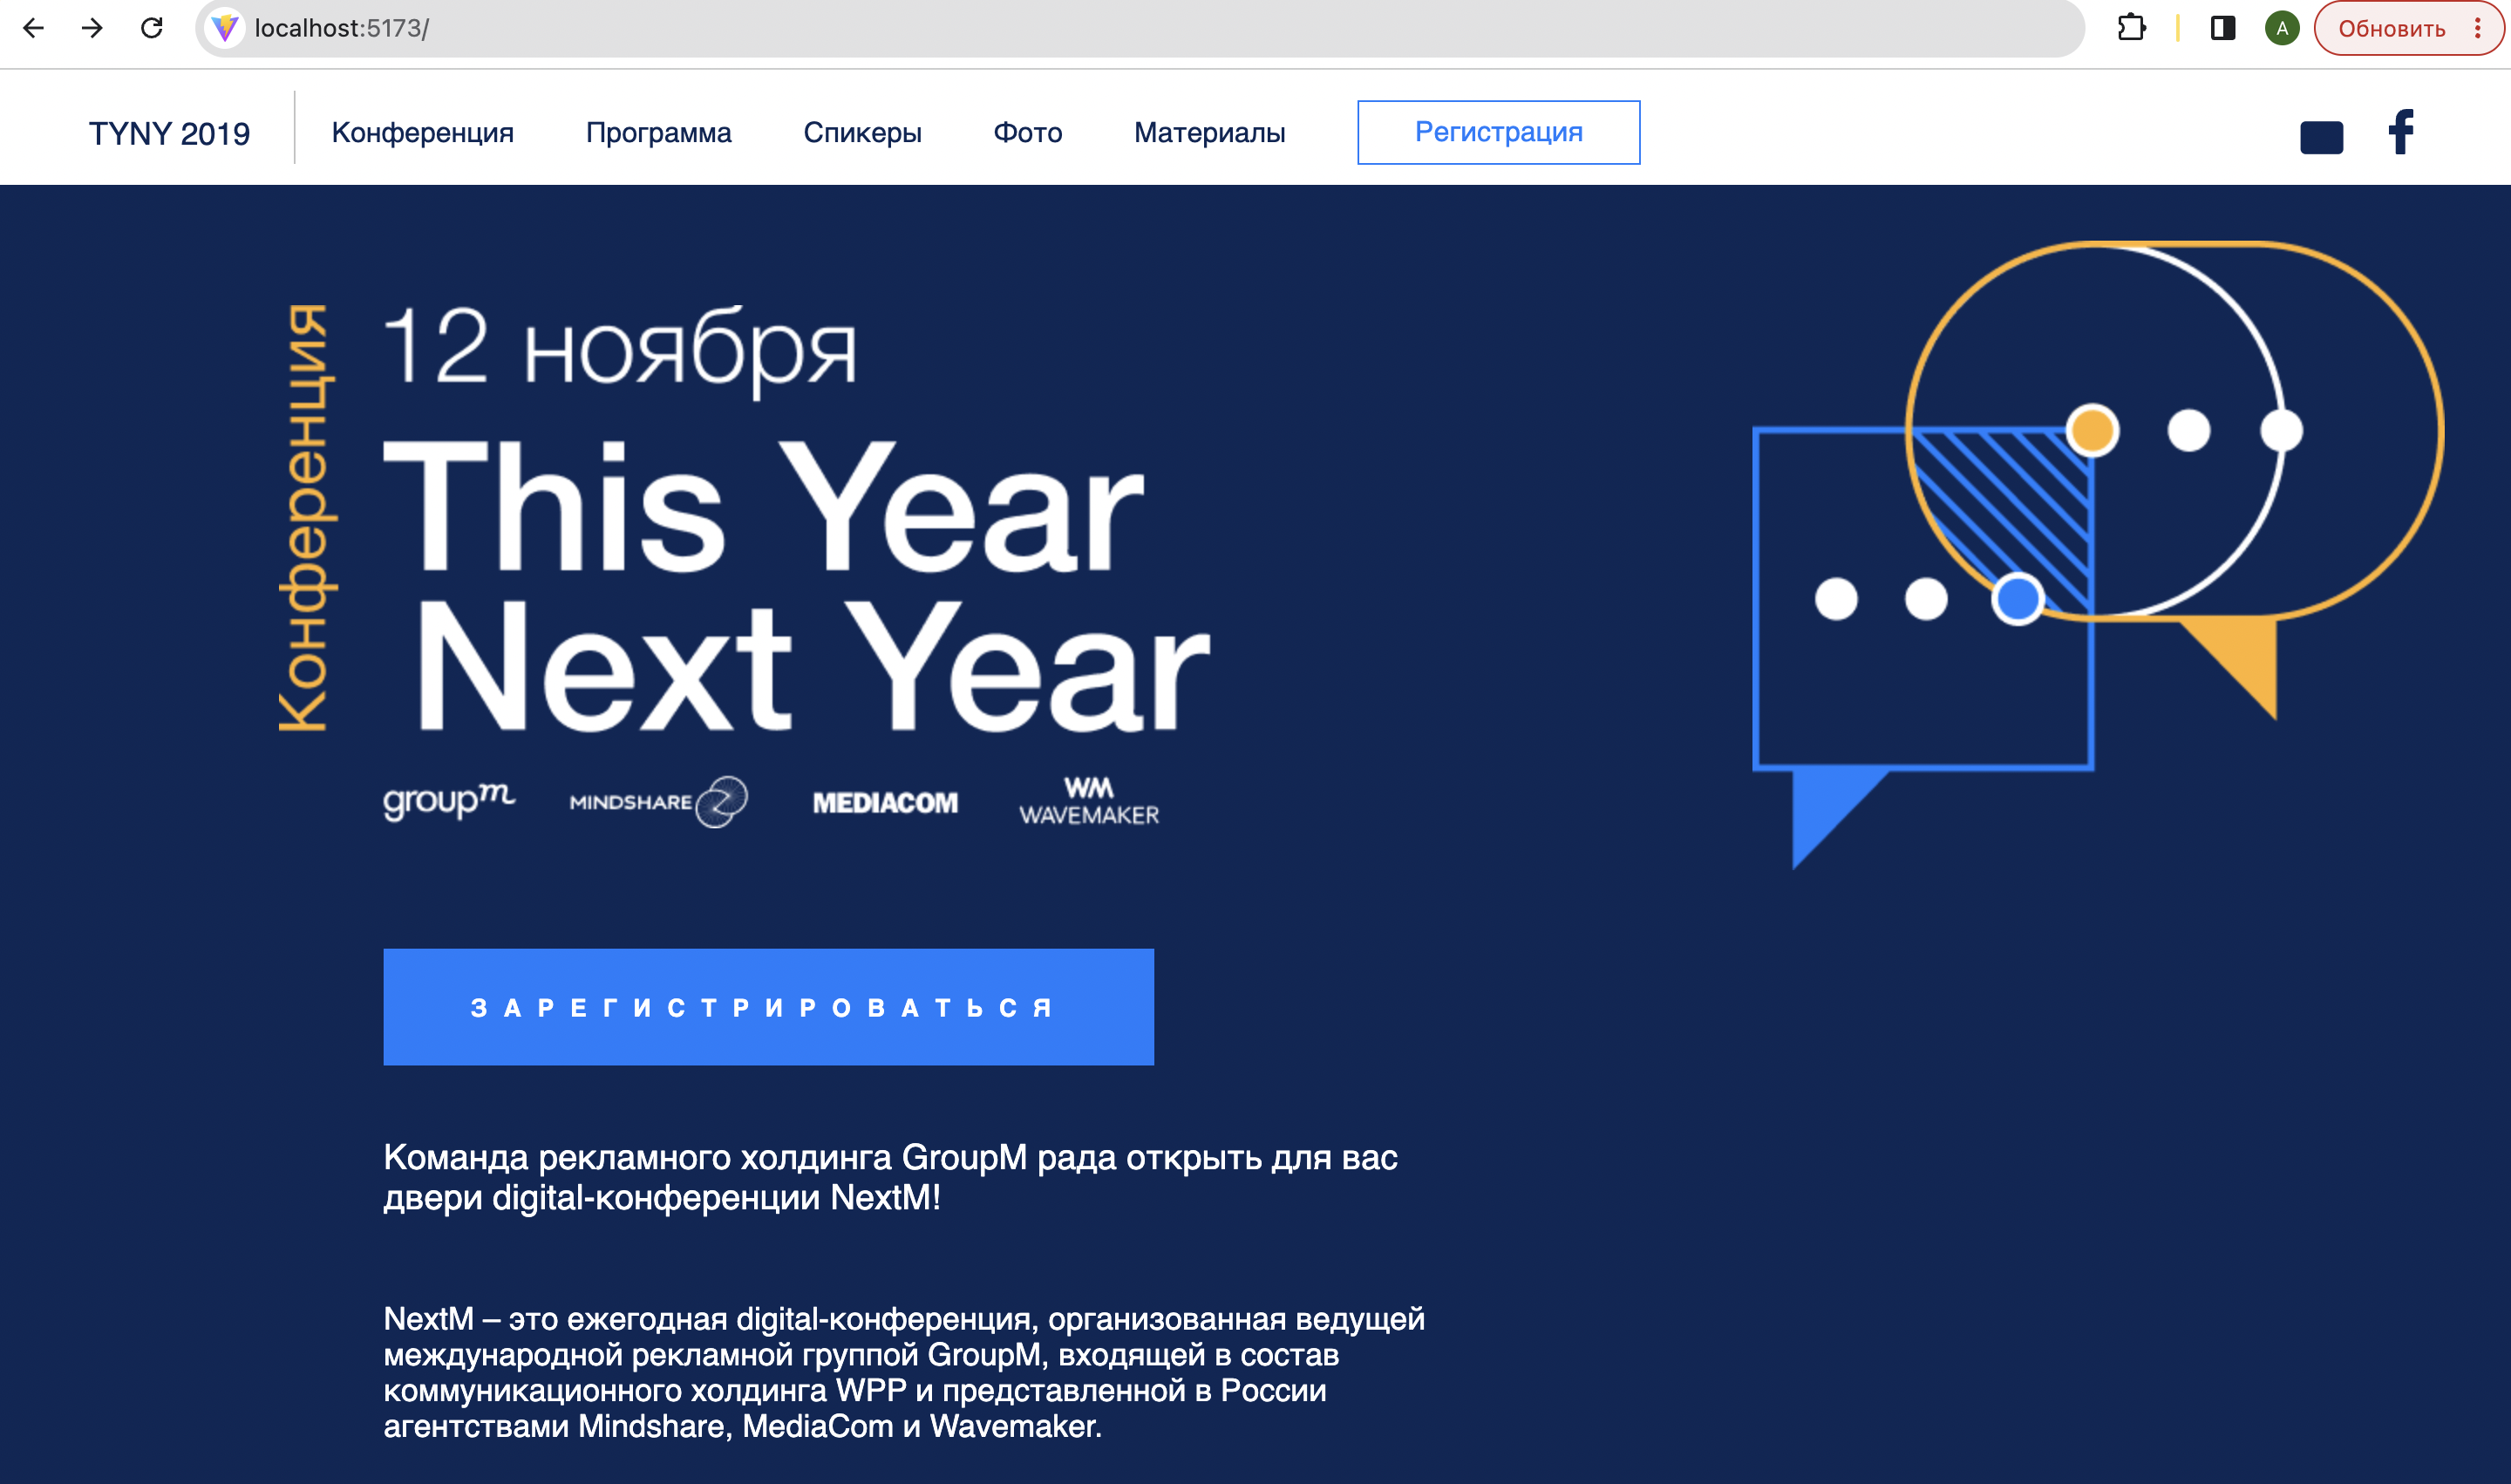 localhost:5173/
A
Обновить
TYNY 2019
Конференция
Программа
Спикеры
Фото
Материалы
Регистрация
Конференция
12 ноября
This Year
Next Year
groupm
MINDSHARE
MEDIACOM
WM
WAVEMAKER
ЗАРЕГИСТРИРОВАТЬСЯ
Команда рекламного холдинга GroupM рада открыть для вас
двери digital-конференции NextM!
NextM – это ежегодная digital-конференция, организованная ведущей
международной рекламной группой GroupM, входящей в состав
коммуникационного холдинга WPP и представленной в России
агентствами Mindshare, MediaCom и Wavemaker.